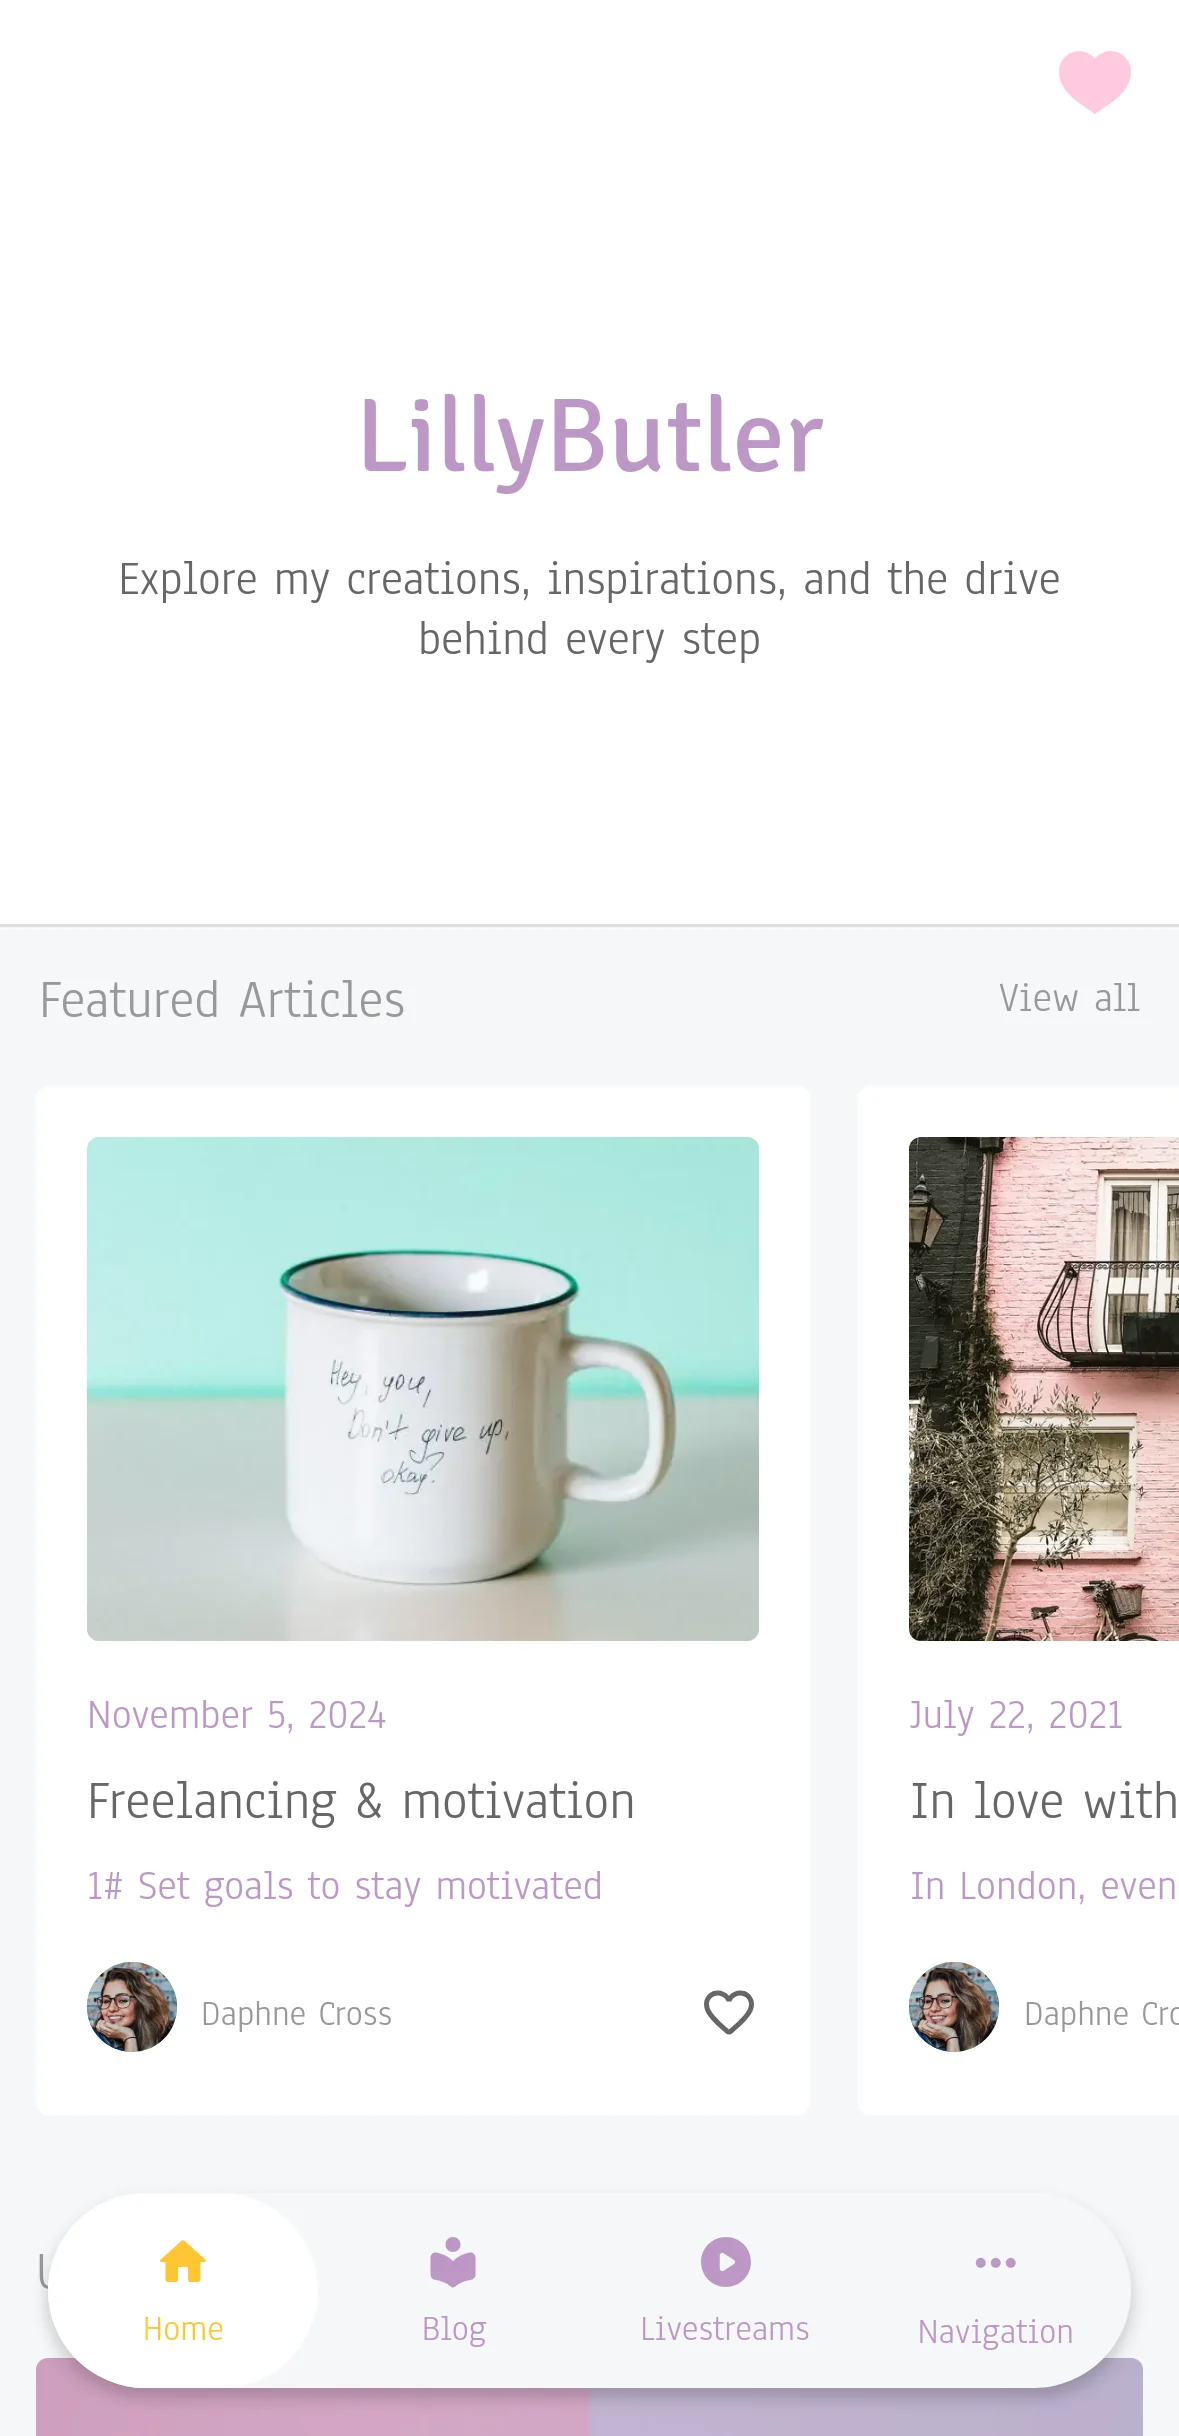 LillyButler
Explore my creations, inspirations, and the drive
behind every step
Featured Articles
View all
Hey, you,
Don't give up,
okay?
November 5, 2024
Freelancing & motivation
1# Set goals to stay motivated
Daphne Cross
July 22, 2021
In love with
In London, even
Daphne Cro
Home
Blog
Livestreams
Navigation